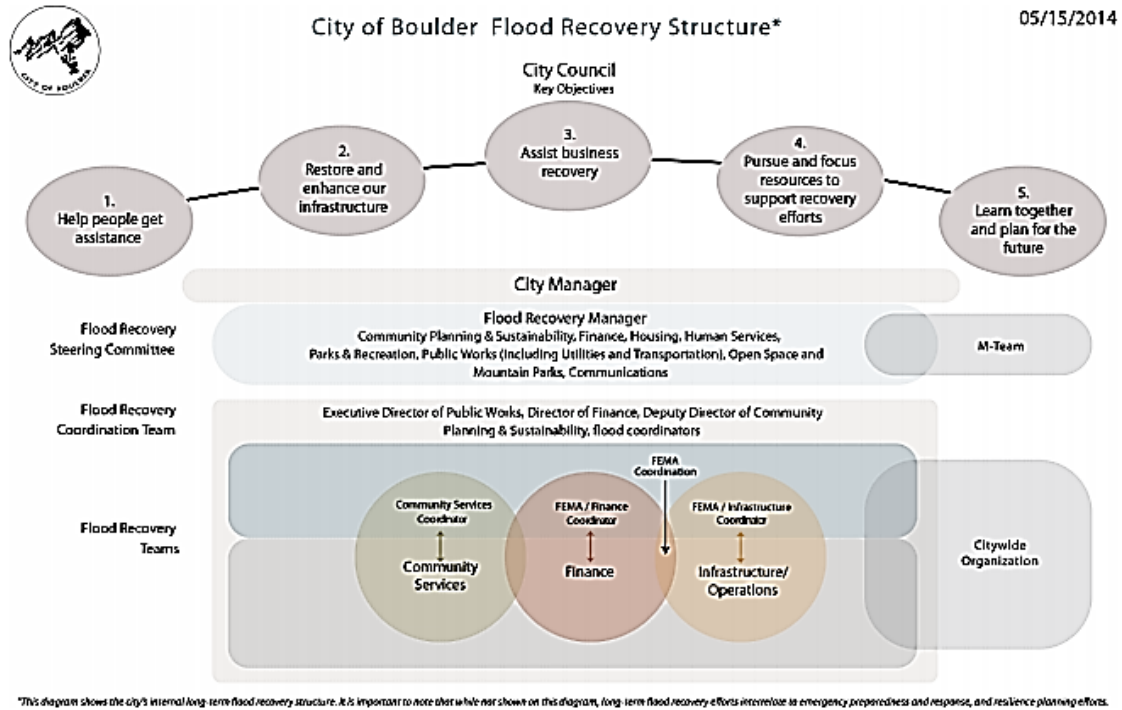 05/15/2014
City of Boulder Flood Recovery Structure*
CITY OF BOULDER
City Council
Key Objectives
1.
Help people get
assistance
2.
Restore and
enhance our
infrastructure
3.
Assist business
recovery
4.
Pursue and focus
resources to
support recovery
efforts
5.
Learn together
and plan for the
future
City Manager
Flood Recovery
Steering Committee
Flood Recovery Manager
Community Planning & Sustainability, Finance, Housing, Human Services,
Parks & Recreation, Public Works (including Utilities and Transportation), Open Space and
Mountain Parks, Communications
M-Team
Flood Recovery
Coordination Team
Executive Director of Public Works, Director of Finance, Deputy Director of Community
Planning & Sustainability, flood coordinators
Flood Recovery
Teams
FEMA
Coordination
Community Services
Coordinator
Community
Services
FEMA / Finance
Coordinator
Finance
FEMA / Infrastructure
Coordinator
Infrastructure/
Operations
Citywide
Organization
*This diagram shows the city's internal long-term flood recovery structure. It is important to note that while not shown on this diagram, long-term flood recovery efforts interrelate to emergency preparedness and response, and resilience planning efforts.